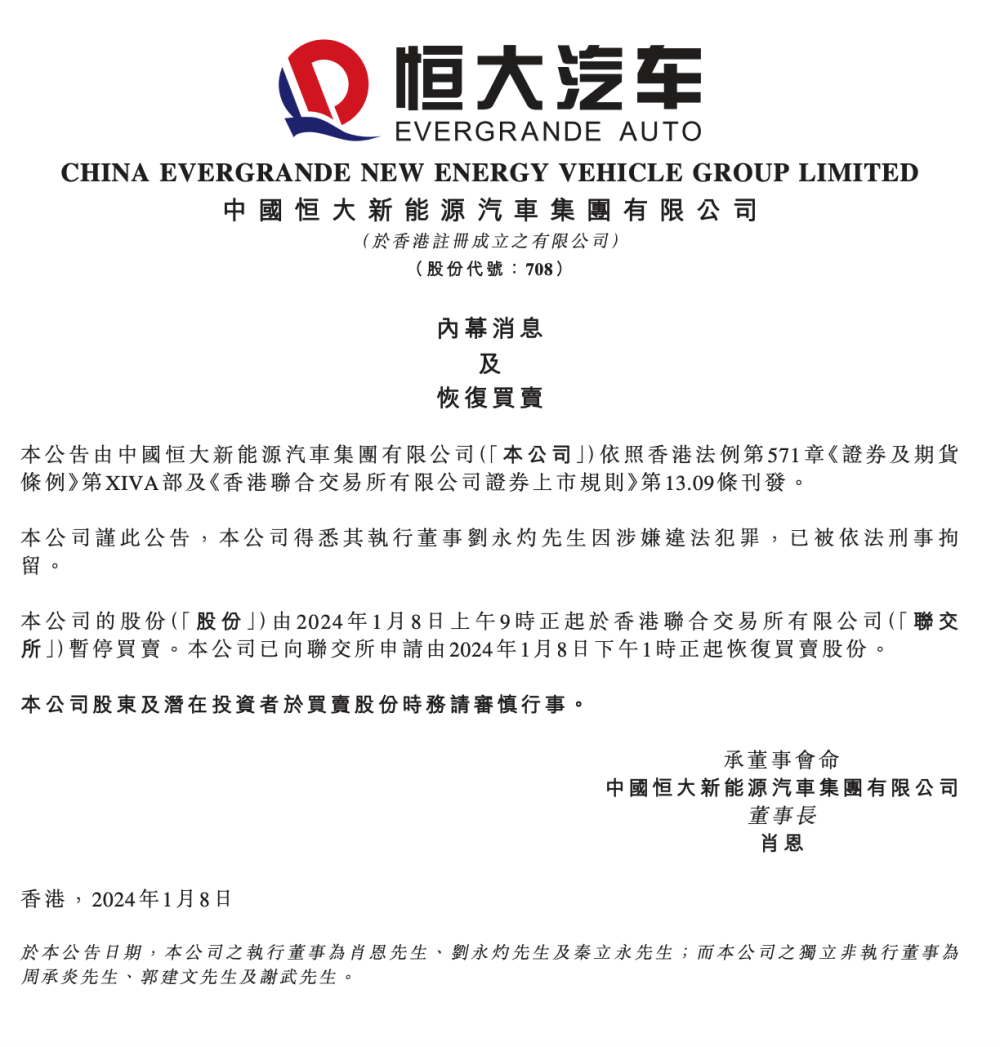 恒大汽车
EVERGRANDE AUTO
CHINA EVERGRANDE NEW ENERGY VEHICLE GROUP LIMITED
中國恒大新能源汽車集團有限公司
（於香港註冊成立之有限公司）
（股份代號：708）
內幕消息
及
恢復買賣
本公告由中國恒大新能源汽車集團有限公司(「本公司」)依照香港法例第571章《證券及期貨
條例》第XIVA部及《香港聯合交易所有限公司證券上市規則》第13.09條刊發。
本公司謹此公告，本公司得悉其執行董事劉永灼先生因涉嫌違法犯罪，已被依法刑事拘
留。
本公司的股份(「股份」)由2024年1月8日上午9時正起於香港聯合交易所有限公司(「聯交
所」)暫停買賣。本公司已向聯交所申請由2024年1月8日下午1時正起恢復買賣股份。
本公司股東及潛在投資者於買賣股份時務請審慎行事。
承董事會命
中國恒大新能源汽車集團有限公司
董事長
肖恩
香港，2024年1月8日
於本公告日期，本公司之執行董事為肖恩先生、劉永灼先生及秦立永先生；而本公司之獨立非執行董事為
周承炎先生、郭建文先生及謝武先生。